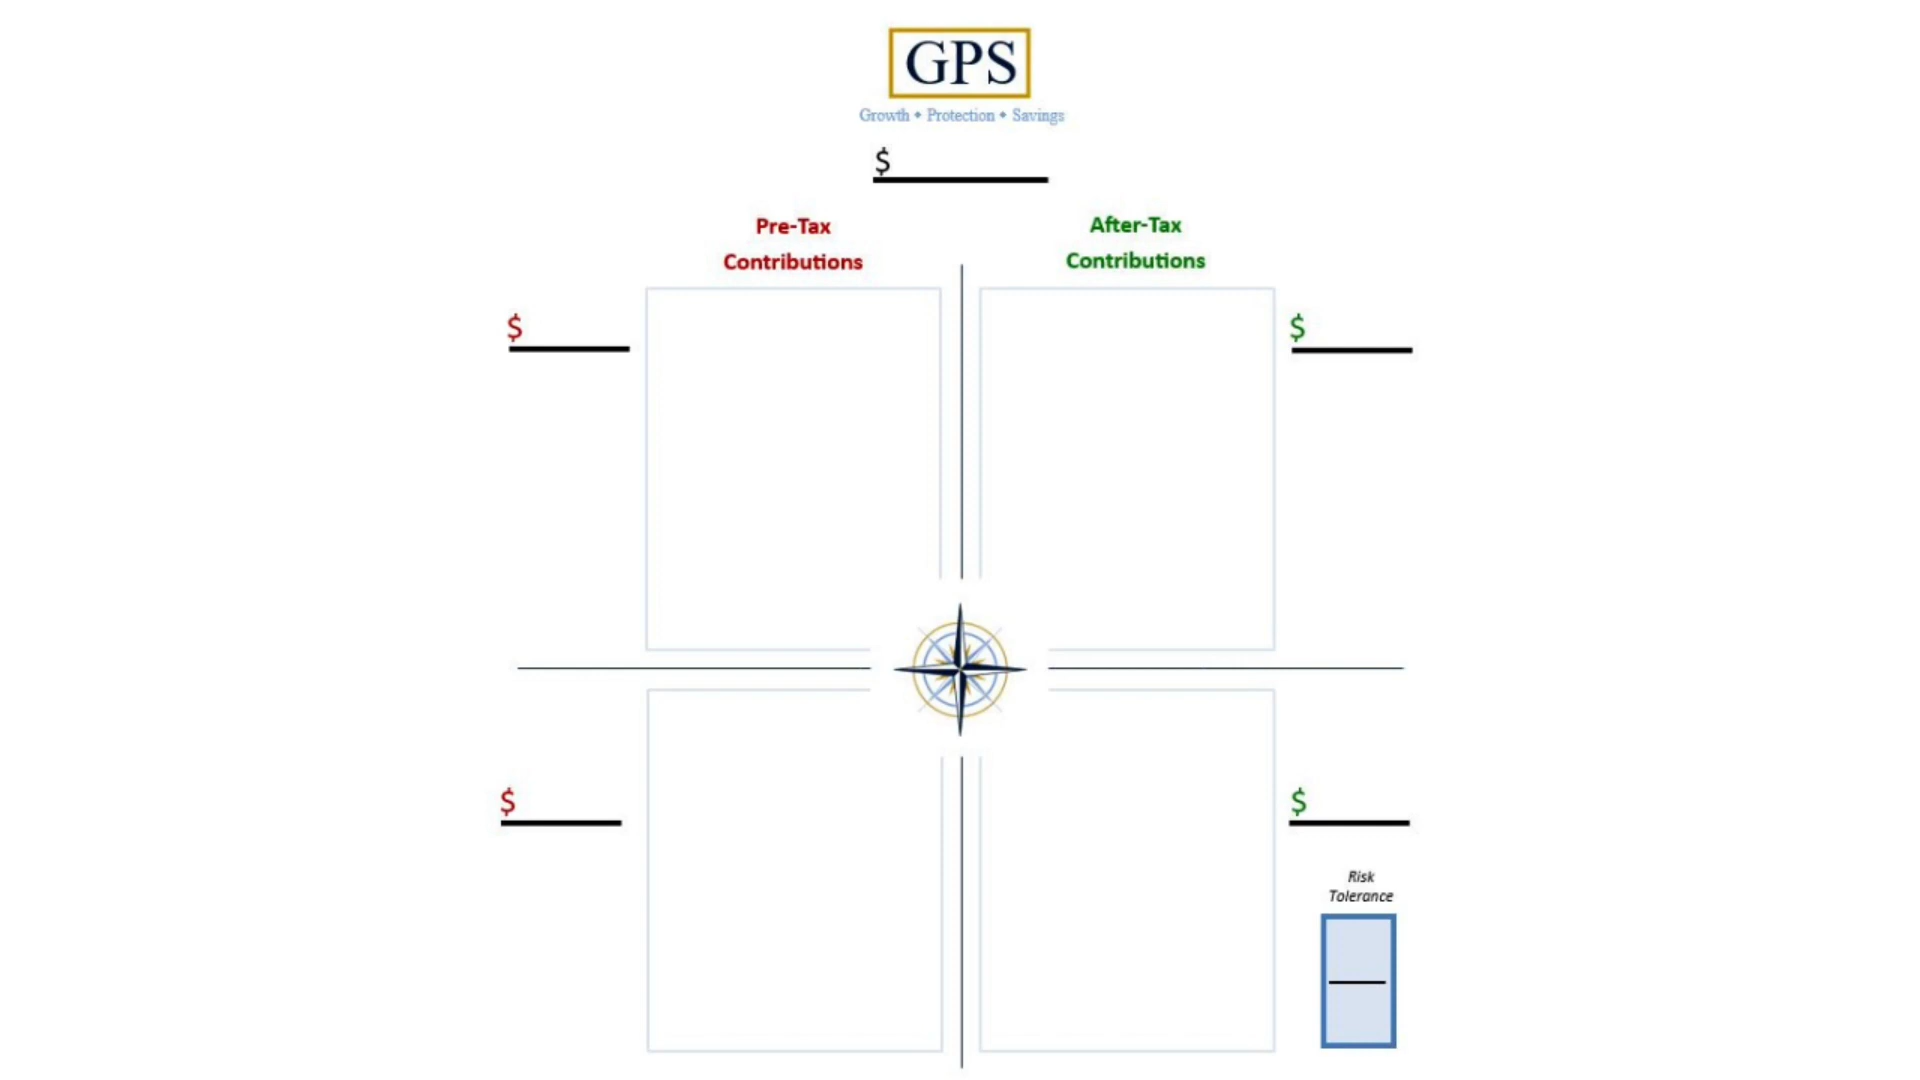 GPS
Growth • Protection • Savings
$
Pre-Tax
Contributions
After-Tax
Contributions
$
$
$
$
Risk
Tolerance